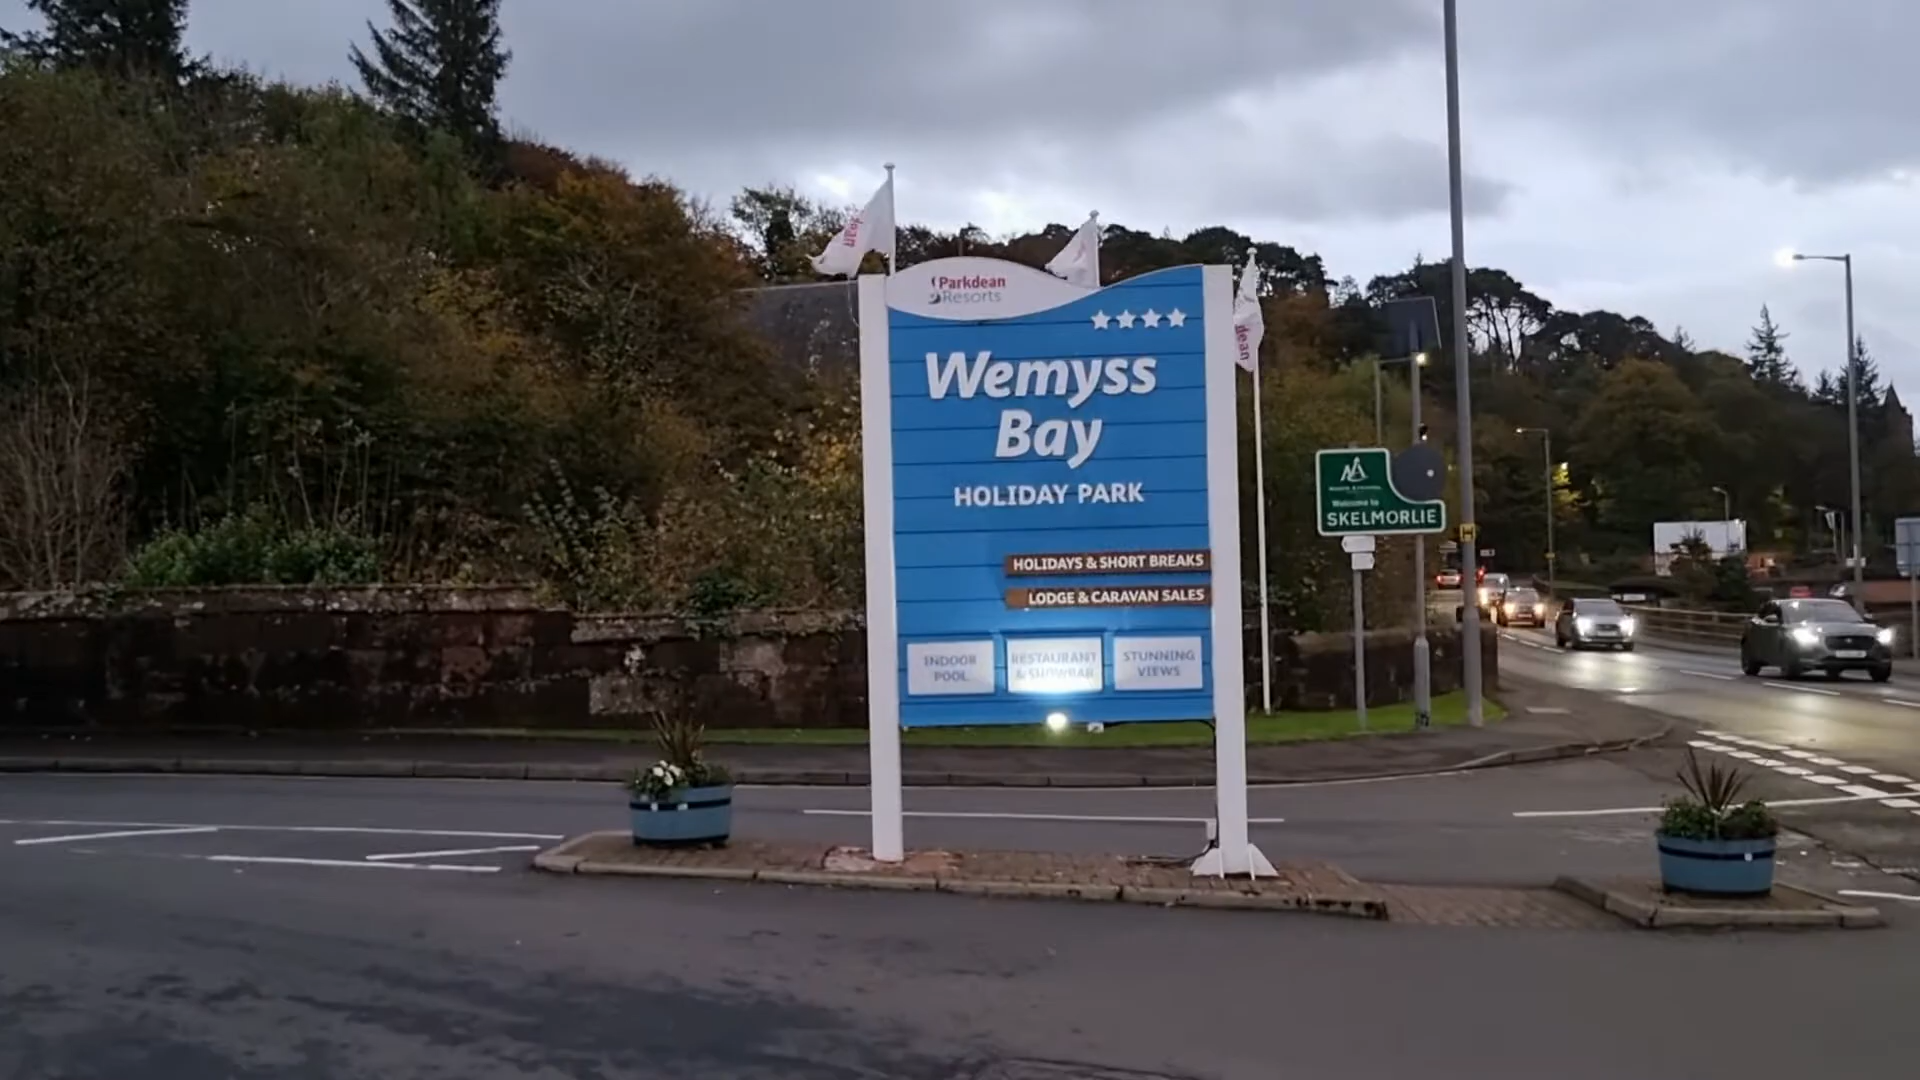 Parkdean
Resorts
Wemyss
Bay
HOLIDAY PARK
HOLIDAYS & SHORT BREAKS
LODGE & CARAVAN SALES
INDOOR
POOL
RESTAURANT
& SHOWBAR
STUNNING
VIEWS
dean
Welcome to
SKELMORLIE